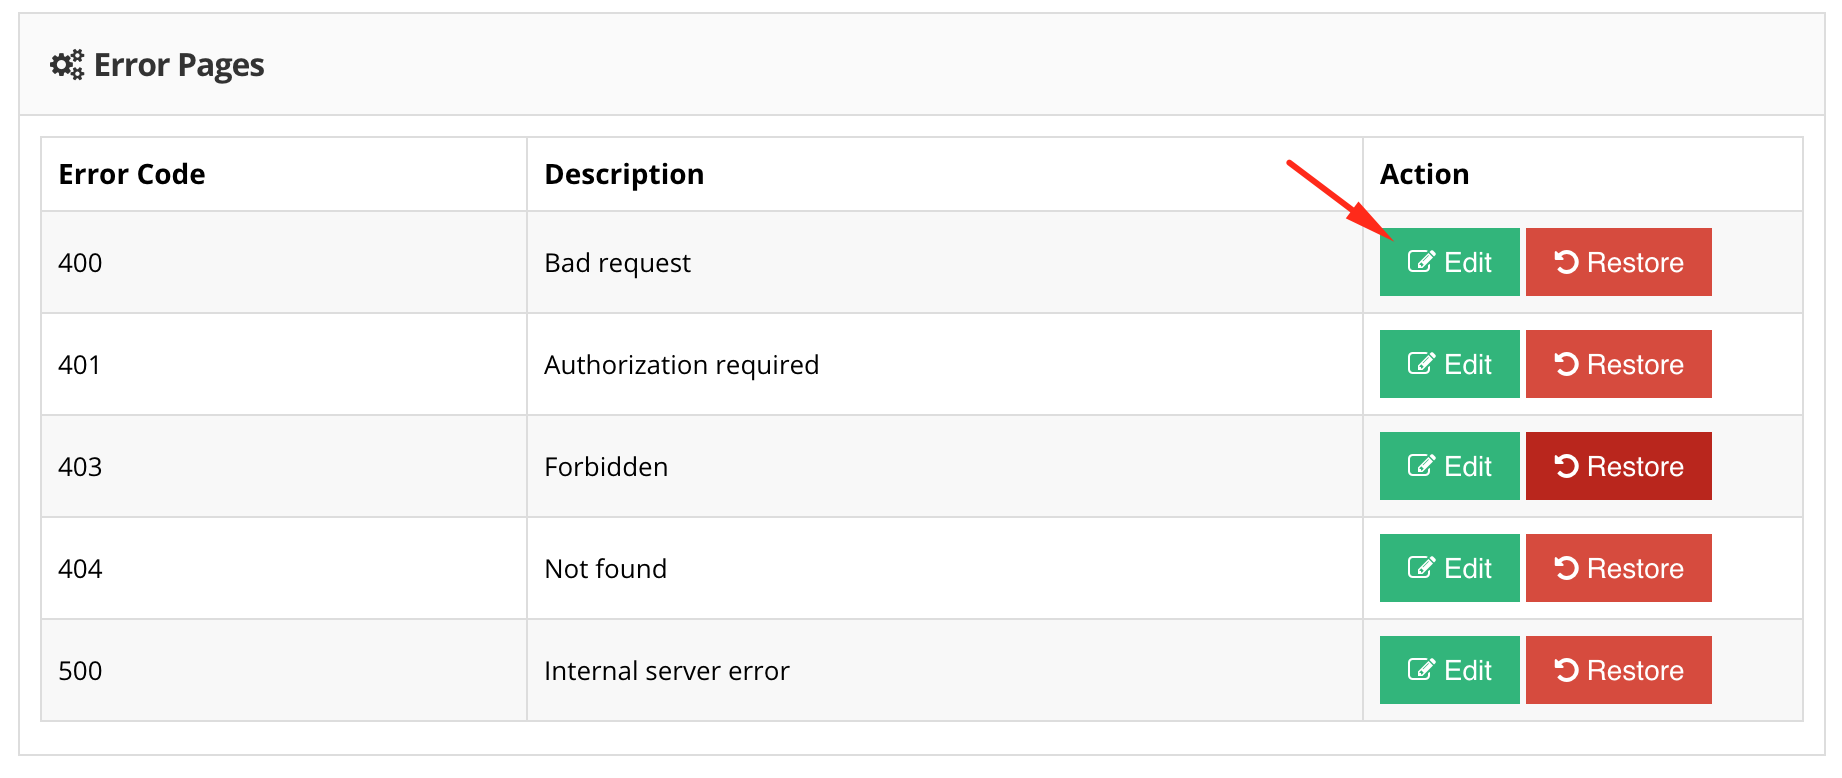 Error Pages
Error Code Description Action
400 Bad request Edit Restore
401 Authorization required Edit Restore
403 Forbidden Edit Restore
404 Not found Edit Restore
500 Internal server error Edit Restore